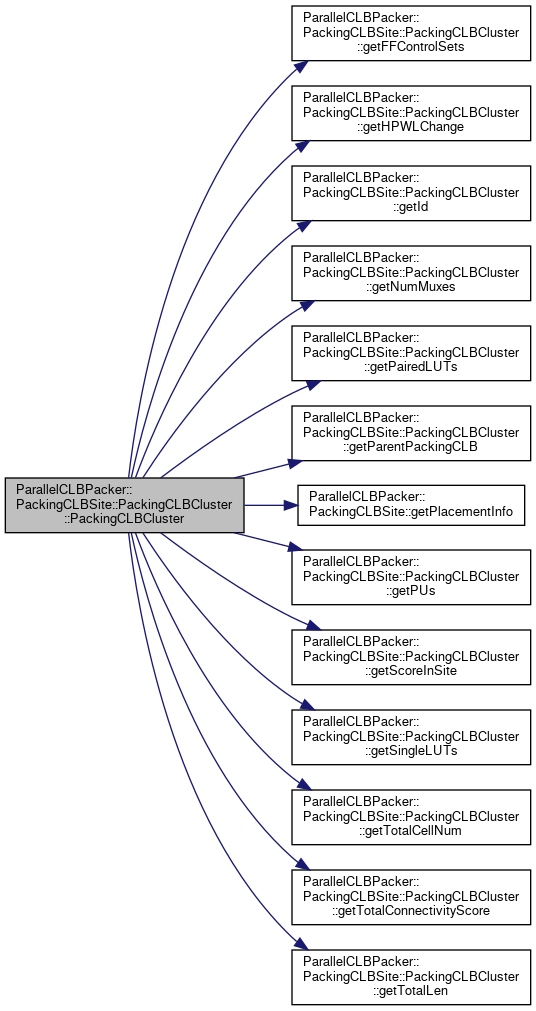 ParallelCLBPacker::
PackingCLBSite::PackingCLBCluster
::getFFControlSets
ParallelCLBPacker::
PackingCLBSite::PackingCLBCluster
::getHPWLChange
ParallelCLBPacker::
PackingCLBSite::PackingCLBCluster
::getId
ParallelCLBPacker::
PackingCLBSite::PackingCLBCluster
::getNumMuxes
ParallelCLBPacker::
PackingCLBSite::PackingCLBCluster
::getPairedLUTs
ParallelCLBPacker::
PackingCLBSite::PackingCLBCluster
::getParentPackingCLB
ParallelCLBPacker::
PackingCLBSite::PackingCLBCluster
::PackingCLBCluster
ParallelCLBPacker::
PackingCLBSite::getPlacementInfo
ParallelCLBPacker::
PackingCLBSite::PackingCLBCluster
::getPUs
ParallelCLBPacker::
PackingCLBSite::PackingCLBCluster
::getScoreInSite
ParallelCLBPacker::
PackingCLBSite::PackingCLBCluster
::getSingleLUTs
ParallelCLBPacker::
PackingCLBSite::PackingCLBCluster
::getTotalCellNum
ParallelCLBPacker::
PackingCLBSite::PackingCLBCluster
::getTotalConnectivityScore
ParallelCLBPacker::
PackingCLBSite::PackingCLBCluster
::getTotalLen